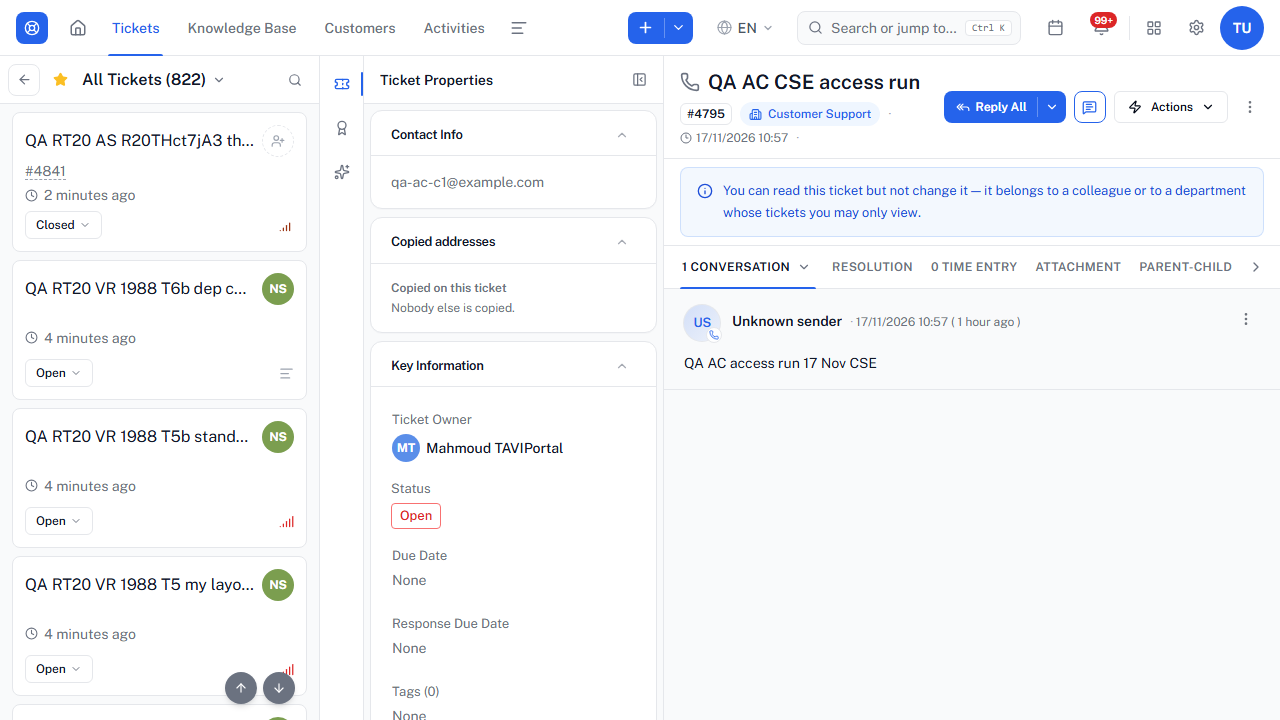 Tickets
Knowledge Base
Customers
Activities
EN
Search or jump to...
Ctrl K
99+
TU
All Tickets (822)
QA RT20 AS R20THct7jA3 th...
#4841
2 minutes ago
Closed
QA RT20 VR 1988 T6b dep c...
NS
4 minutes ago
Open
QA RT20 VR 1988 T5b stand...
NS
4 minutes ago
Open
QA RT20 VR 1988 T5 my layo...
NS
4 minutes ago
Open
Ticket Properties
Contact Info
qa-ac-c1@example.com
Copied addresses
Copied on this ticket
Nobody else is copied.
Key Information
Ticket Owner
MT Mahmoud TAVIPortal
Status
Open
Due Date
None
Response Due Date
None
Tags (0)
None
QA AC CSE access run
#4795 Customer Support ·
17/11/2026 10:57 ·
Reply All
Actions
You can read this ticket but not change it — it belongs to a colleague or to a department
whose tickets you may only view.
1 CONVERSATION
RESOLUTION
0 TIME ENTRY
ATTACHMENT
PARENT-CHILD
US
Unknown sender · 17/11/2026 10:57 ( 1 hour ago )
QA AC access run 17 Nov CSE